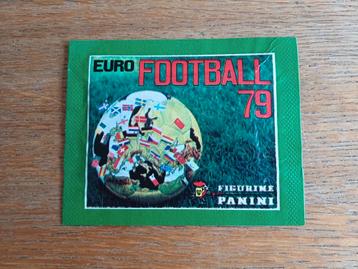 EURO FOOTBALL
79
FIGURINE
PANINI